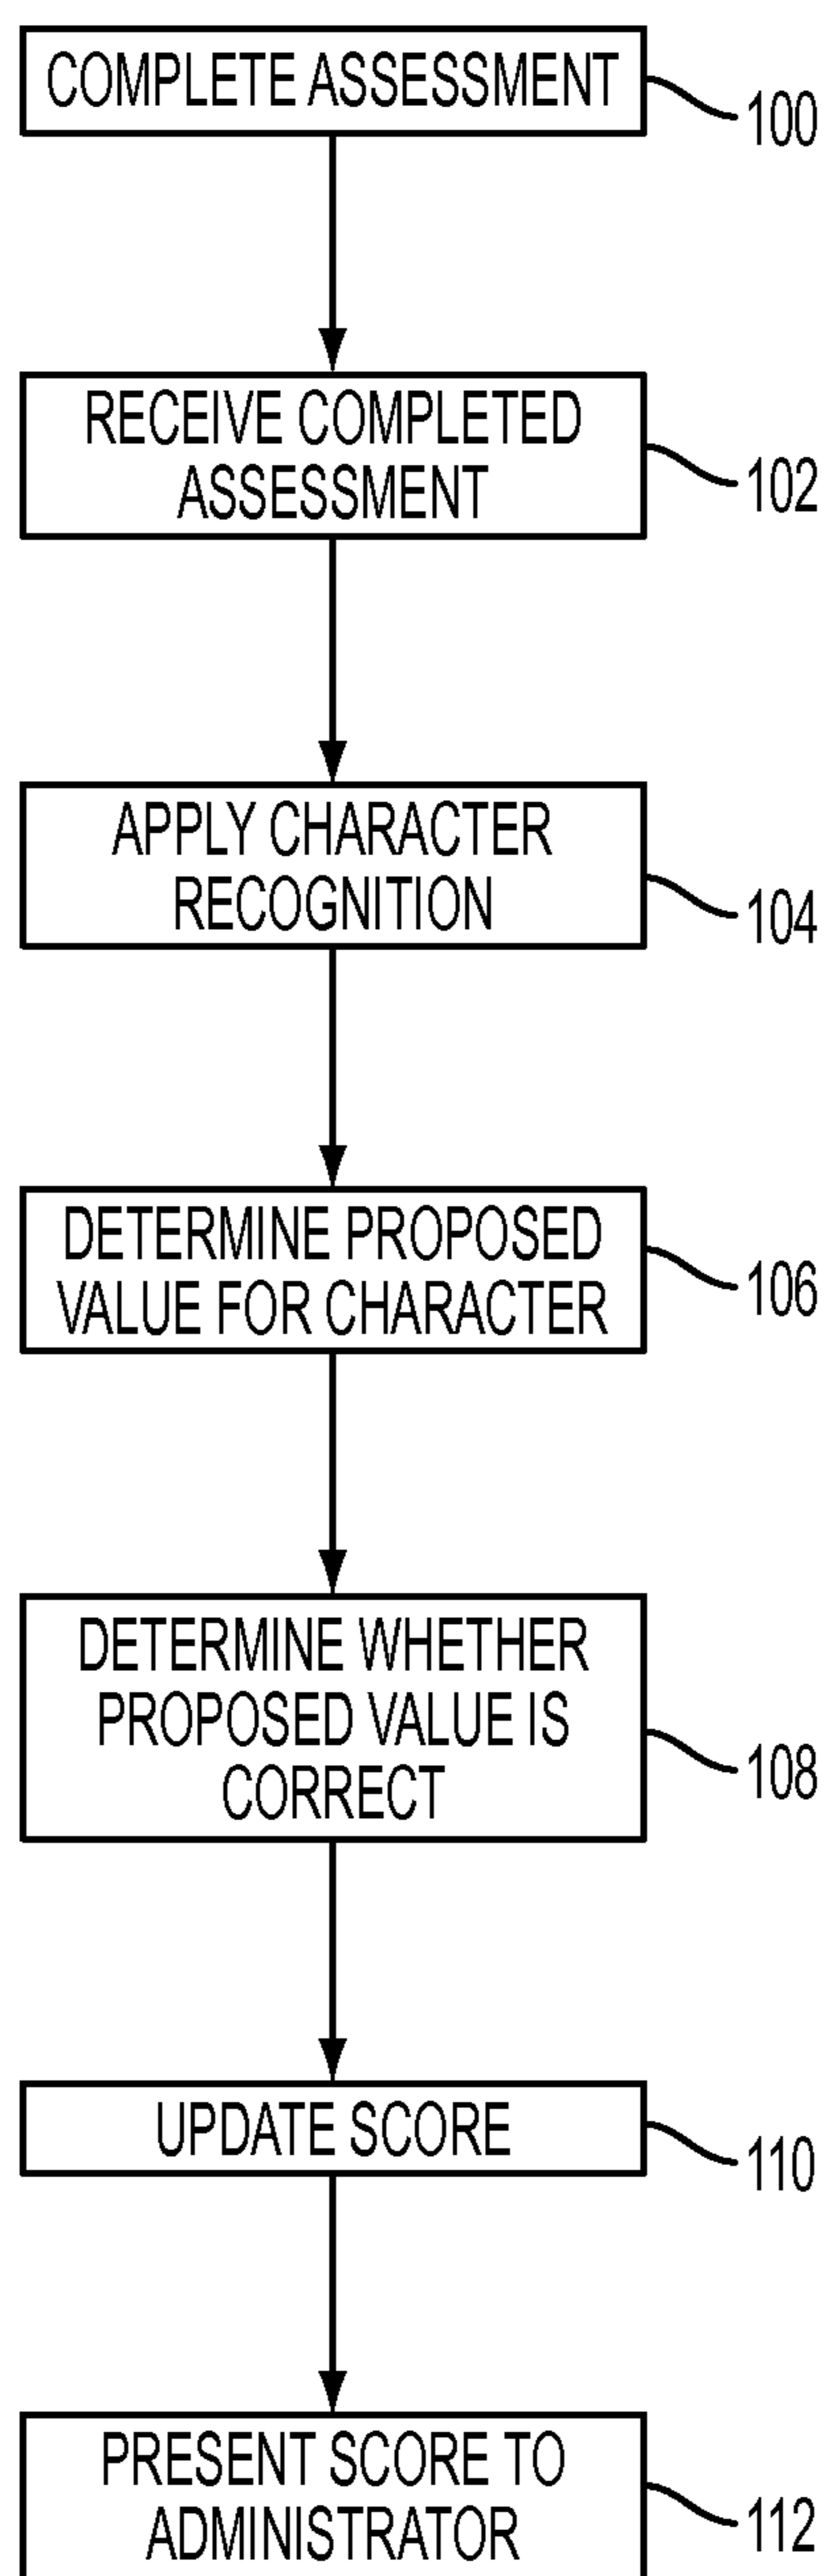 COMPLETE ASSESSMENT
100
RECEIVE COMPLETED
ASSESSMENT
102
APPLY CHARACTER
RECOGNITION
104
DETERMINE PROPOSED
VALUE FOR CHARACTER
106
DETERMINE WHETHER
PROPOSED VALUE IS
CORRECT
108
UPDATE SCORE
110
PRESENT SCORE TO
ADMINISTRATOR
112